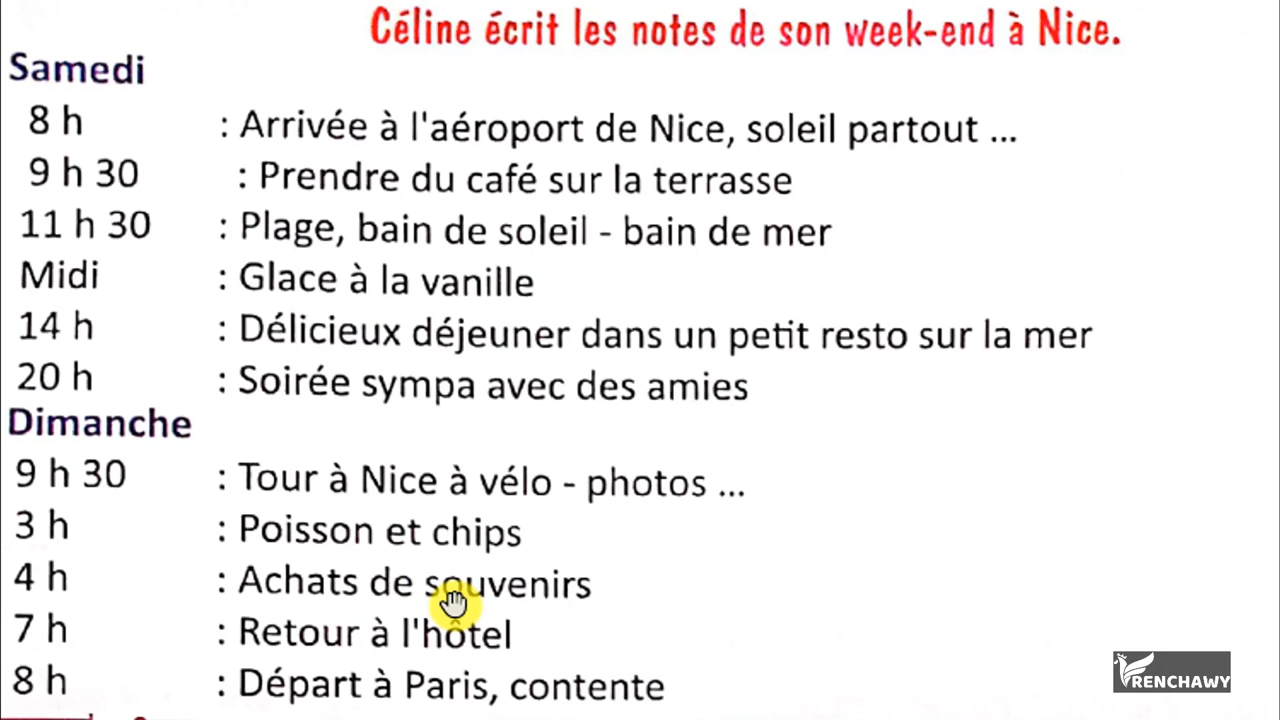 Céline écrit les notes de son week-end à Nice.
Samedi
8 h : Arrivée à l'aéroport de Nice, soleil partout ...
9 h 30 : Prendre du café sur la terrasse
11 h 30 : Plage, bain de soleil - bain de mer
Midi : Glace à la vanille
14 h : Délicieux déjeuner dans un petit resto sur la mer
20 h : Soirée sympa avec des amies
Dimanche
9 h 30 : Tour à Nice à vélo - photos ...
3 h : Poisson et chips
4 h : Achats de souvenirs
7 h : Retour à l'hôtel
8 h : Départ à Paris, contente
FRENCHAWY